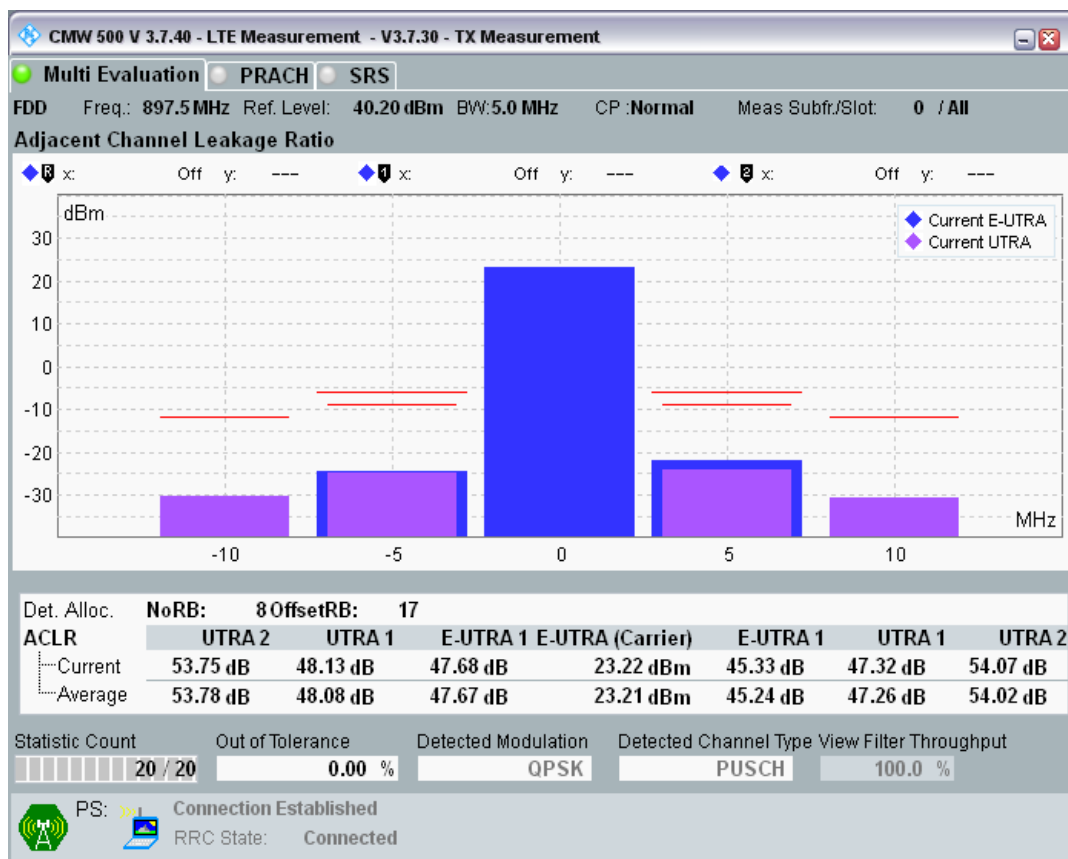 CMW 500 V 3.7.40 - LTE Measurement - V3.7.30 - TX Measurement
Multi Evaluation PRACH SRS
FDD Freq.: 897.5 MHz Ref. Level: 40.20 dBm BW:5.0 MHz CP :Normal Meas Subfr./Slot: 0 / All
Adjacent Channel Leakage Ratio
R x: Off y: --- 1 x: Off y: --- 2 x: Off y: ---
dBm
Current E-UTRA
Current UTRA
30
20
10
0
-10
-20
-30
MHz
-10 -5 0 5 10
Det. Alloc. NoRB: 8 OffsetRB: 17
ACLR UTRA 2 UTRA 1 E-UTRA 1 E-UTRA (Carrier) E-UTRA 1 UTRA 1 UTRA 2
Current 53.75 dB 48.13 dB 47.68 dB 23.22 dBm 45.33 dB 47.32 dB 54.07 dB
Average 53.78 dB 48.08 dB 47.67 dB 23.21 dBm 45.24 dB 47.26 dB 54.02 dB
Statistic Count Out of Tolerance Detected Modulation Detected Channel Type View Filter Throughput
20 / 20 0.00 % QPSK PUSCH 100.0 %
PS: Connection Established
RRC State: Connected